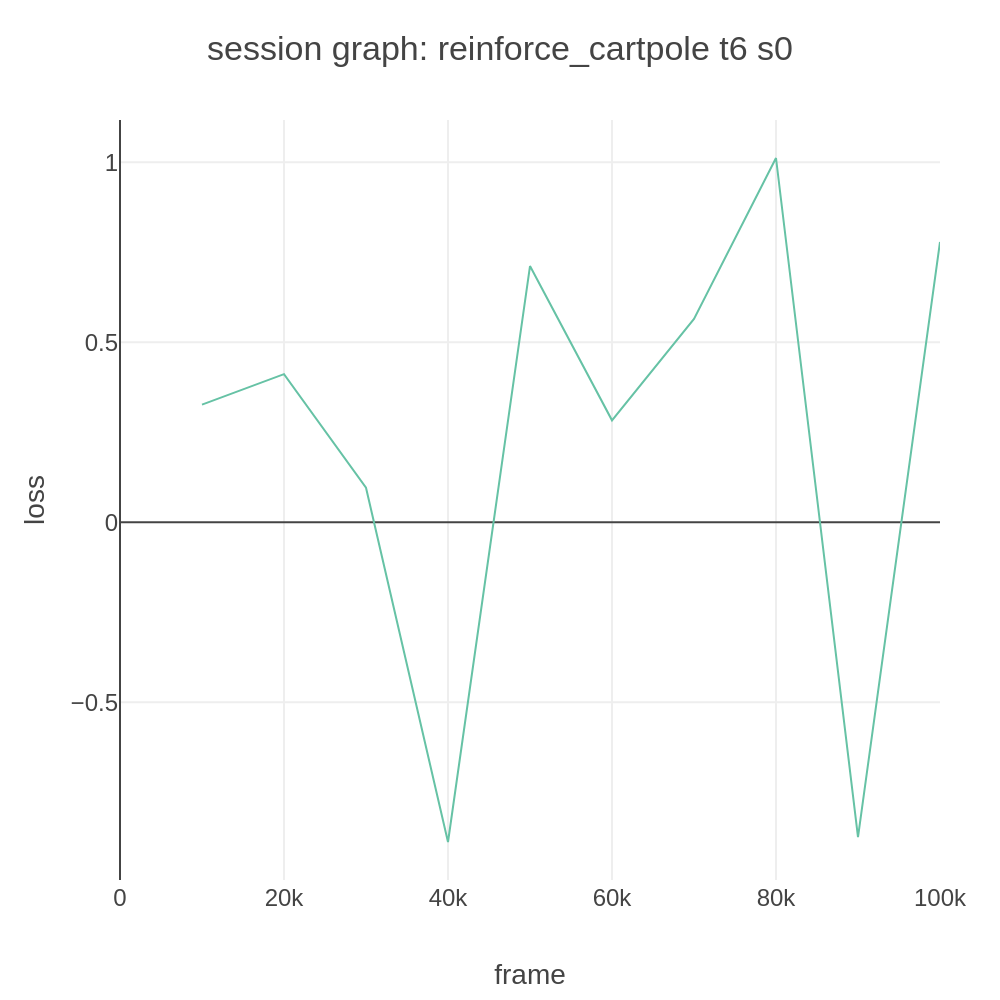 session graph: reinforce_cartpole t6 s0
1
0.5
0
−0.5
loss
0
20k
40k
60k
80k
100k
frame